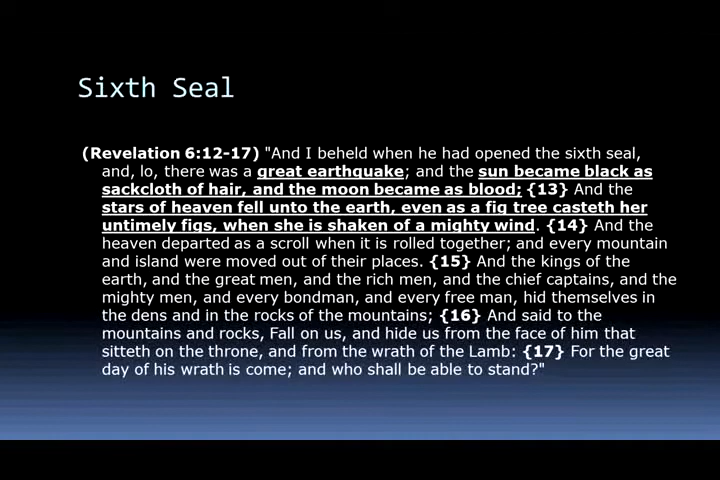 Sixth Seal
(Revelation 6:12-17) "And I beheld when he had opened the sixth seal,
and, lo, there was a great earthquake; and the sun became black as
sackcloth of hair, and the moon became as blood; {13} And the
stars of heaven fell unto the earth, even as a fig tree casteth her
untimely figs, when she is shaken of a mighty wind. {14} And the
heaven departed as a scroll when it is rolled together; and every mountain
and island were moved out of their places. {15} And the kings of the
earth, and the great men, and the rich men, and the chief captains, and the
mighty men, and every bondman, and every free man, hid themselves in
the dens and in the rocks of the mountains; {16} And said to the
mountains and rocks, Fall on us, and hide us from the face of him that
sitteth on the throne, and from the wrath of the Lamb: {17} For the great
day of his wrath is come; and who shall be able to stand?"